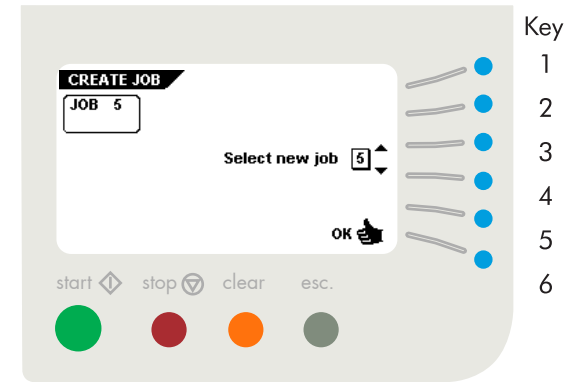 Key
CREATE JOB
JOB 5
1
2
Select new job 5
3
4
OK
5
start stop clear esc.
6